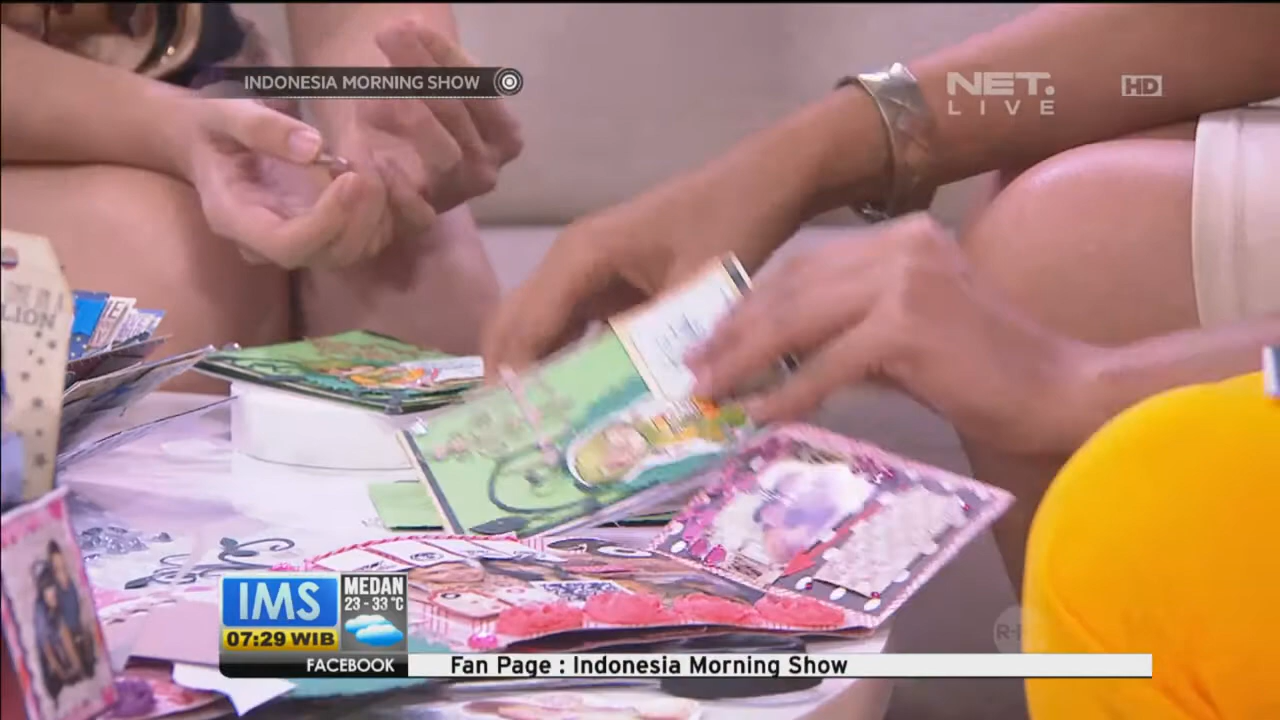 INDONESIA MORNING SHOW
NET.
LIVE
HD
LION
IMS
MEDAN
23 - 33°C
07:29 WIB
FACEBOOK
Fan Page : Indonesia Morning Show